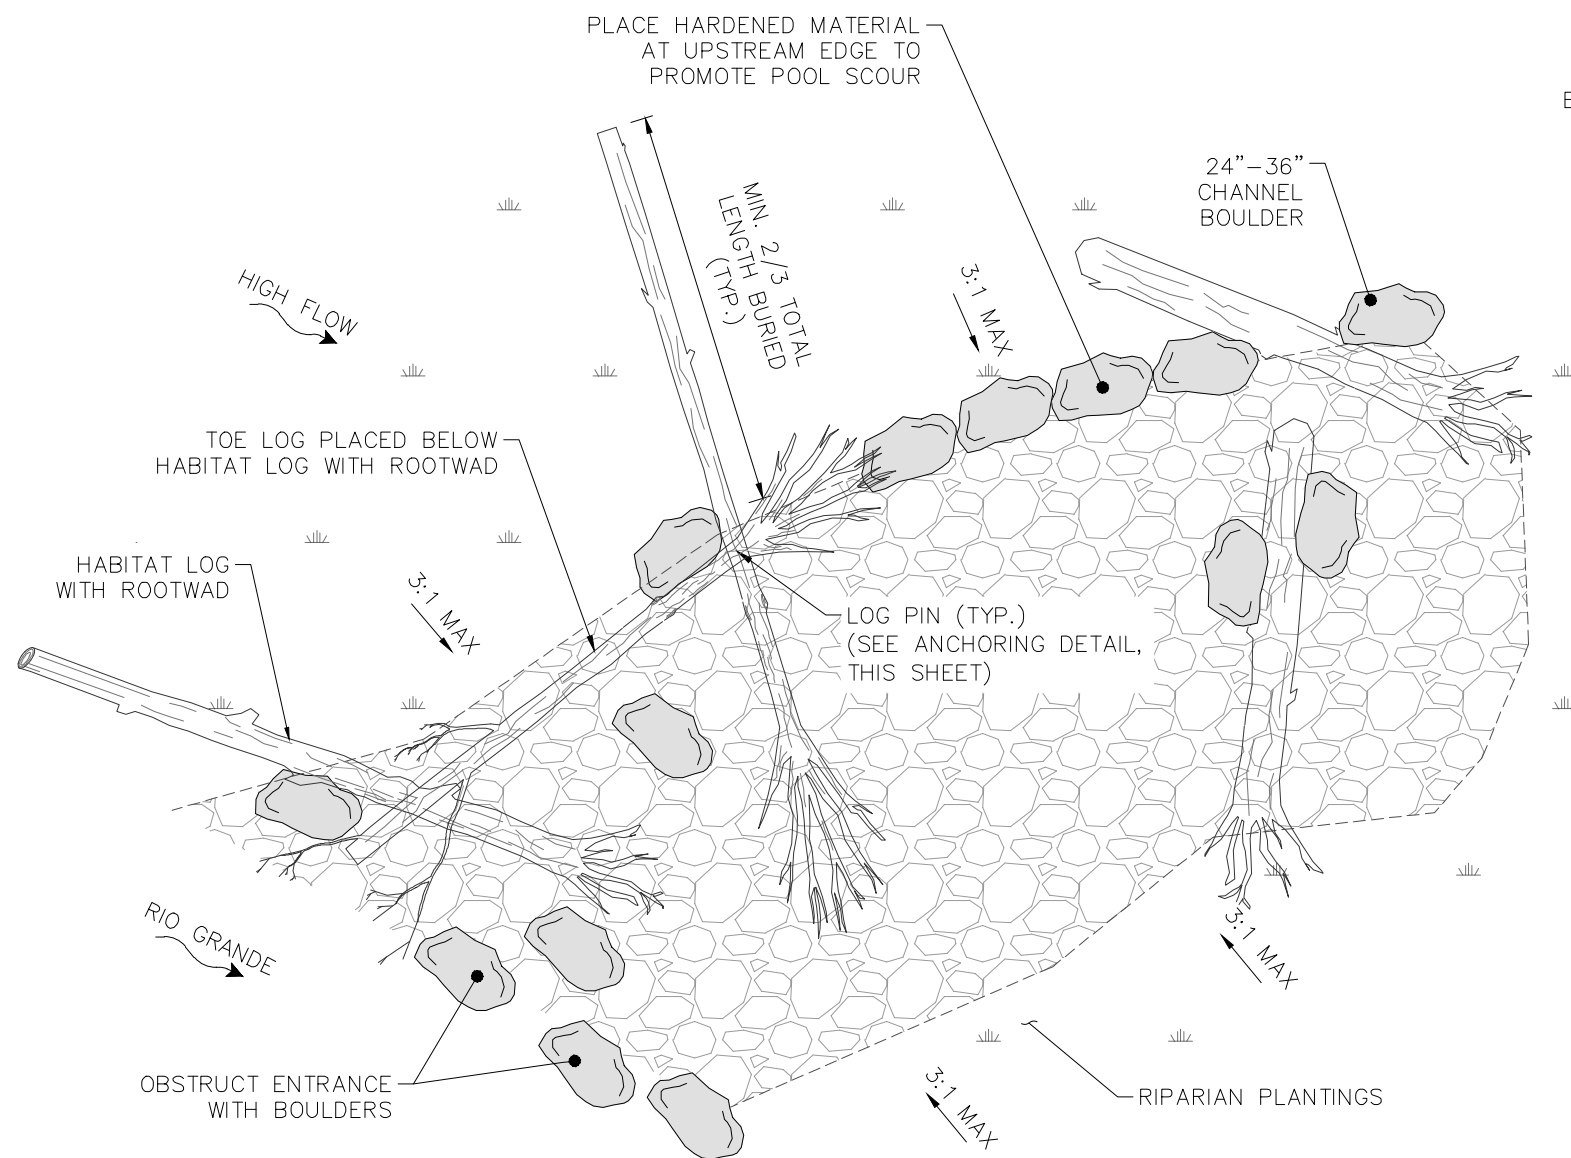 PLACE HARDENED MATERIAL
AT UPSTREAM EDGE TO
PROMOTE POOL SCOUR
E
24"-36"
CHANNEL
BOULDER
MIN. 2/3 TOTAL
LENGTH BURIED
(TYP.)
HIGH FLOW
3:1 MAX
TOE LOG PLACED BELOW
HABITAT LOG WITH ROOTWAD
HABITAT LOG
WITH ROOTWAD
3:1 MAX
LOG PIN (TYP.)
(SEE ANCHORING DETAIL,
THIS SHEET)
RIO GRANDE
3:1 MAX
OBSTRUCT ENTRANCE
WITH BOULDERS
3:1 MAX
RIPARIAN PLANTINGS